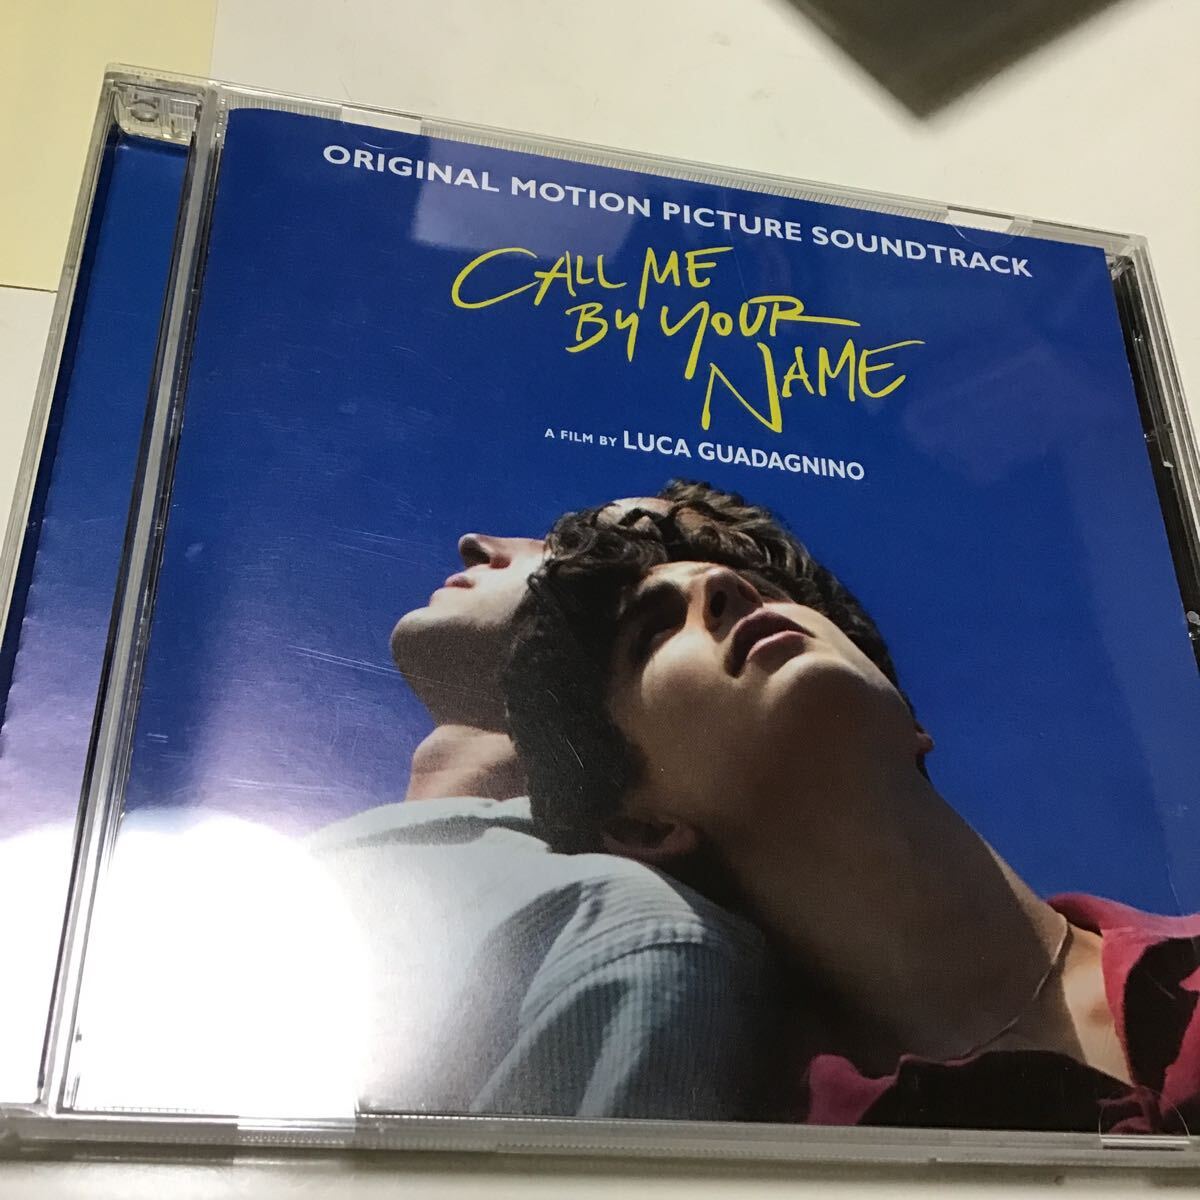 ORIGINAL MOTION PICTURE SOUNDTRACK
CALL ME
BY YOUR
NAME
A FILM BY LUCA GUADAGNINO